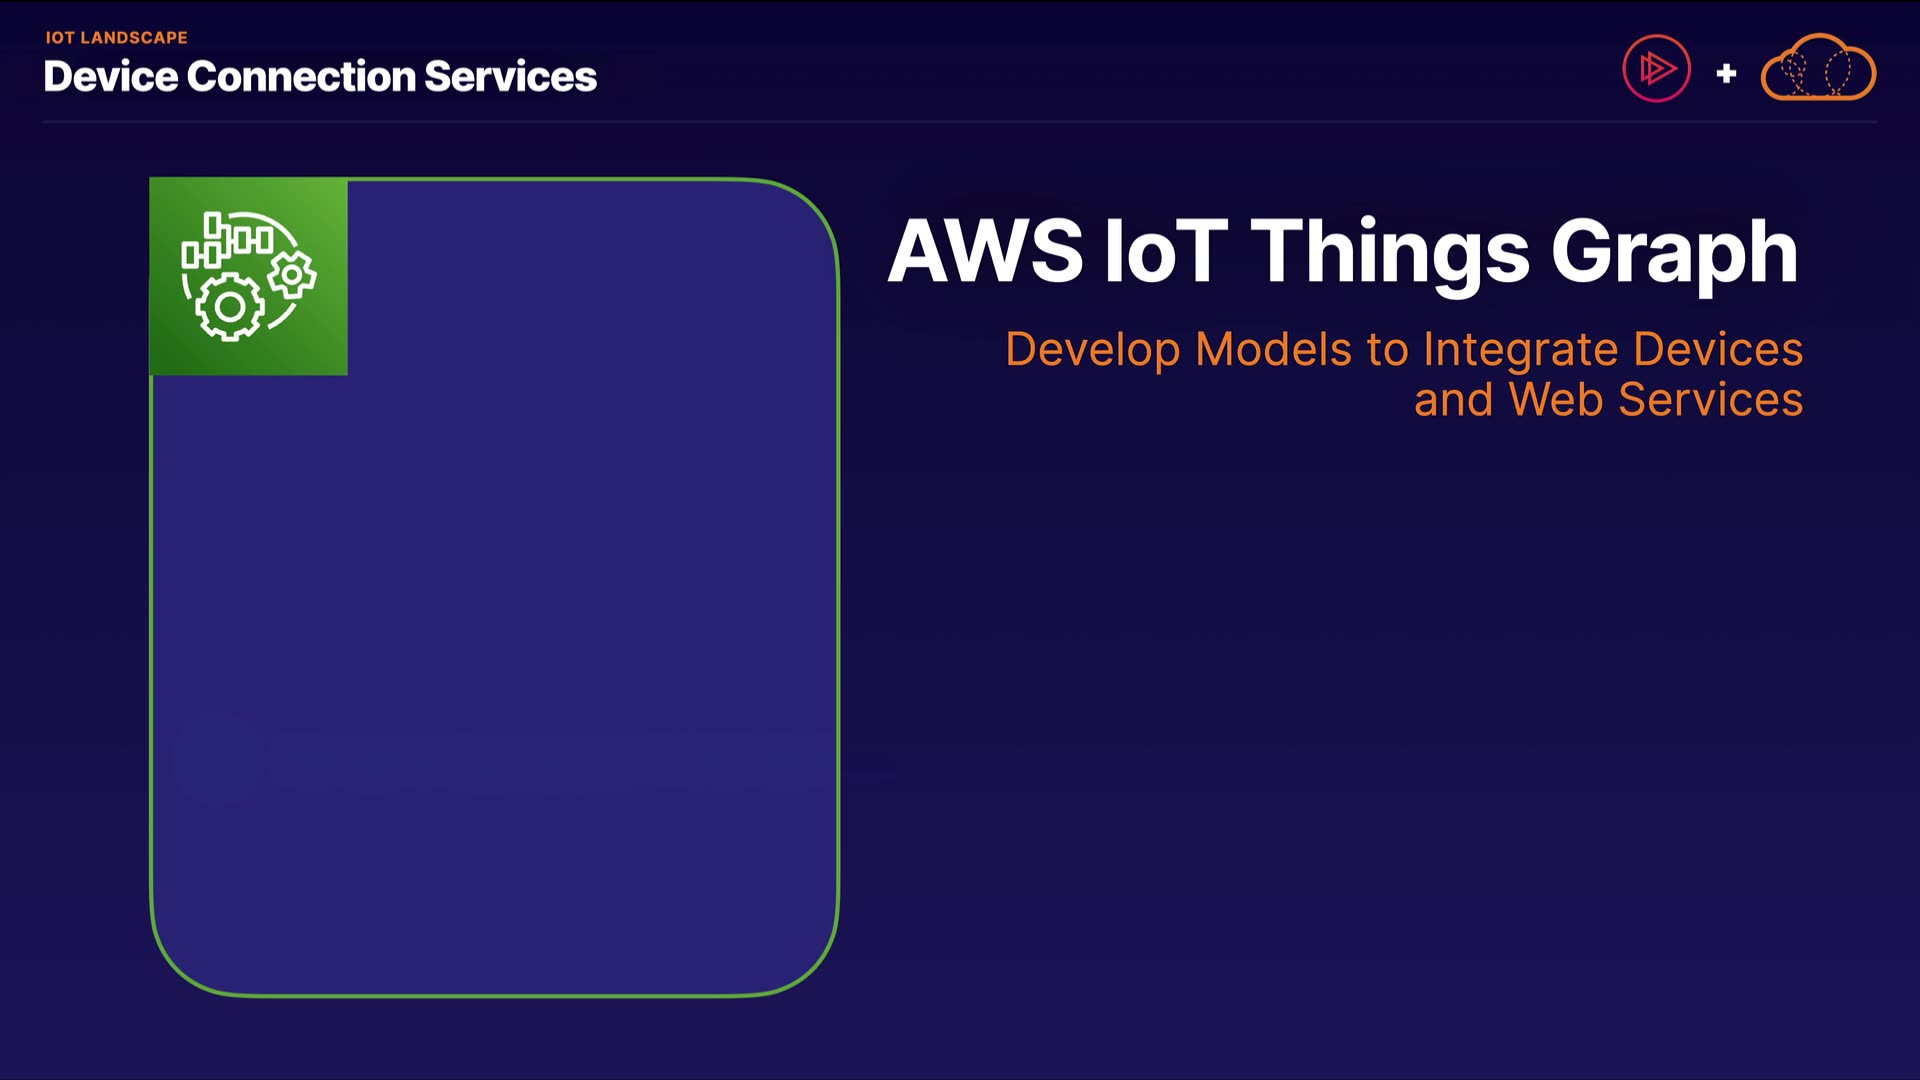 IOT LANDSCAPE
Device Connection Services
+
AWS IoT Things Graph
Develop Models to Integrate Devices
and Web Services